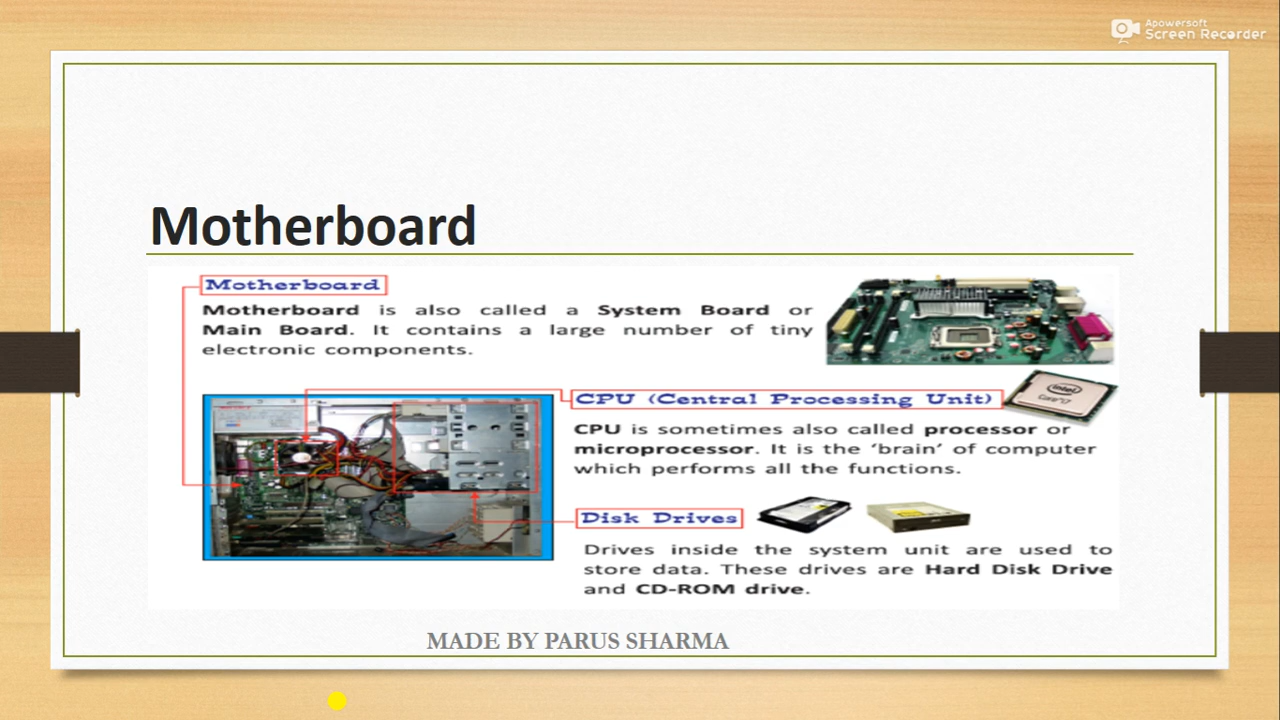 Apowersoft
Screen Recorder
Motherboard
Motherboard
Motherboard is also called a System Board or
Main Board. It contains a large number of tiny
electronic components.
CPU (Central Processing Unit)
intel
Core i7
CPU is sometimes also called processor or
microprocessor. It is the ‘brain’ of computer
which performs all the functions.
Disk Drives
Drives inside the system unit are used to
store data. These drives are Hard Disk Drive
and CD-ROM drive.
MADE BY PARUS SHARMA